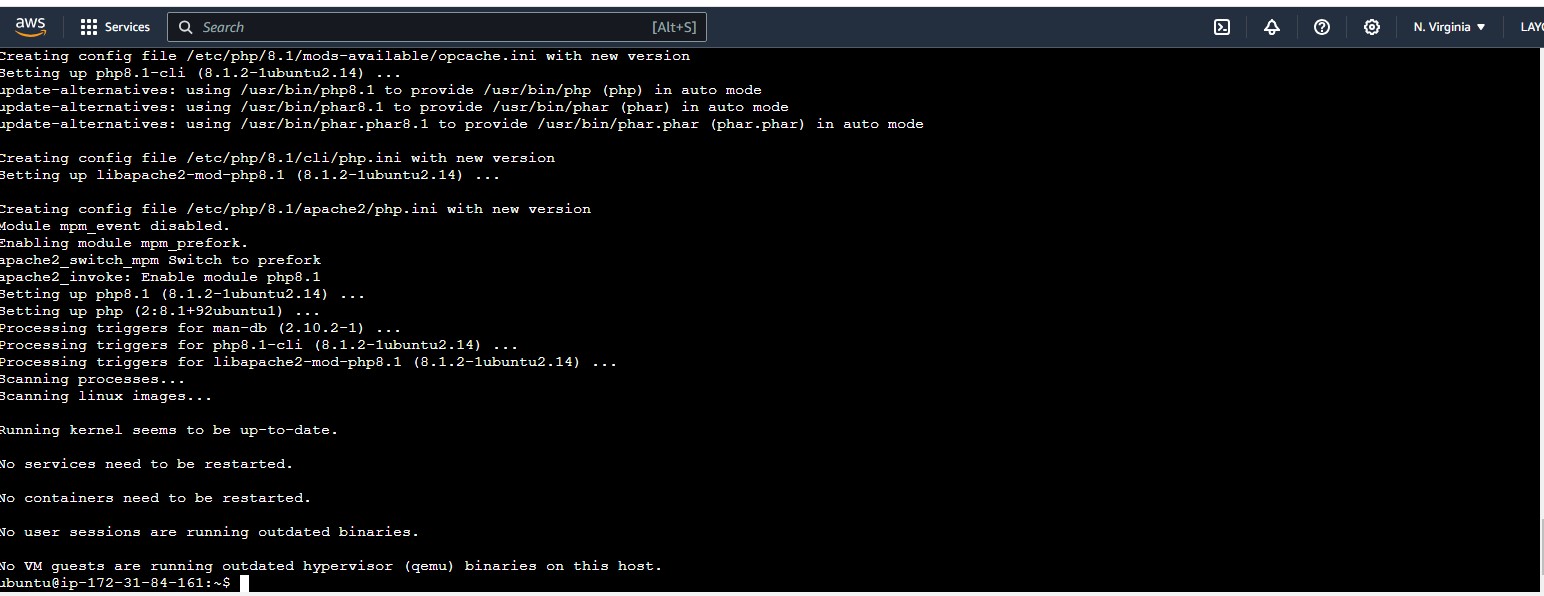 aws Services Search [Alt+S] N. Virginia
Creating config file /etc/php/8.1/mods-available/opcache.ini with new version
Setting up php8.1-cli (8.1.2-1ubuntu2.14) ...
update-alternatives: using /usr/bin/php8.1 to provide /usr/bin/php (php) in auto mode
update-alternatives: using /usr/bin/phar8.1 to provide /usr/bin/phar (phar) in auto mode
update-alternatives: using /usr/bin/phar.phar8.1 to provide /usr/bin/phar.phar (phar.phar) in auto mode
Creating config file /etc/php/8.1/cli/php.ini with new version
Setting up libapache2-mod-php8.1 (8.1.2-1ubuntu2.14) ...
Creating config file /etc/php/8.1/apache2/php.ini with new version
Module mpm_event disabled.
Enabling module mpm_prefork.
apache2_switch_mpm Switch to prefork
apache2_invoke: Enable module php8.1
Setting up php8.1 (8.1.2-1ubuntu2.14) ...
Setting up php (2:8.1+92ubuntu1) ...
Processing triggers for man-db (2.10.2-1) ...
Processing triggers for php8.1-cli (8.1.2-1ubuntu2.14) ...
Processing triggers for libapache2-mod-php8.1 (8.1.2-1ubuntu2.14) ...
Scanning processes...
Scanning linux images...
Running kernel seems to be up-to-date.
No services need to be restarted.
No containers need to be restarted.
No user sessions are running outdated binaries.
No VM guests are running outdated hypervisor (qemu) binaries on this host.
ubuntu@ip-172-31-84-161:~$